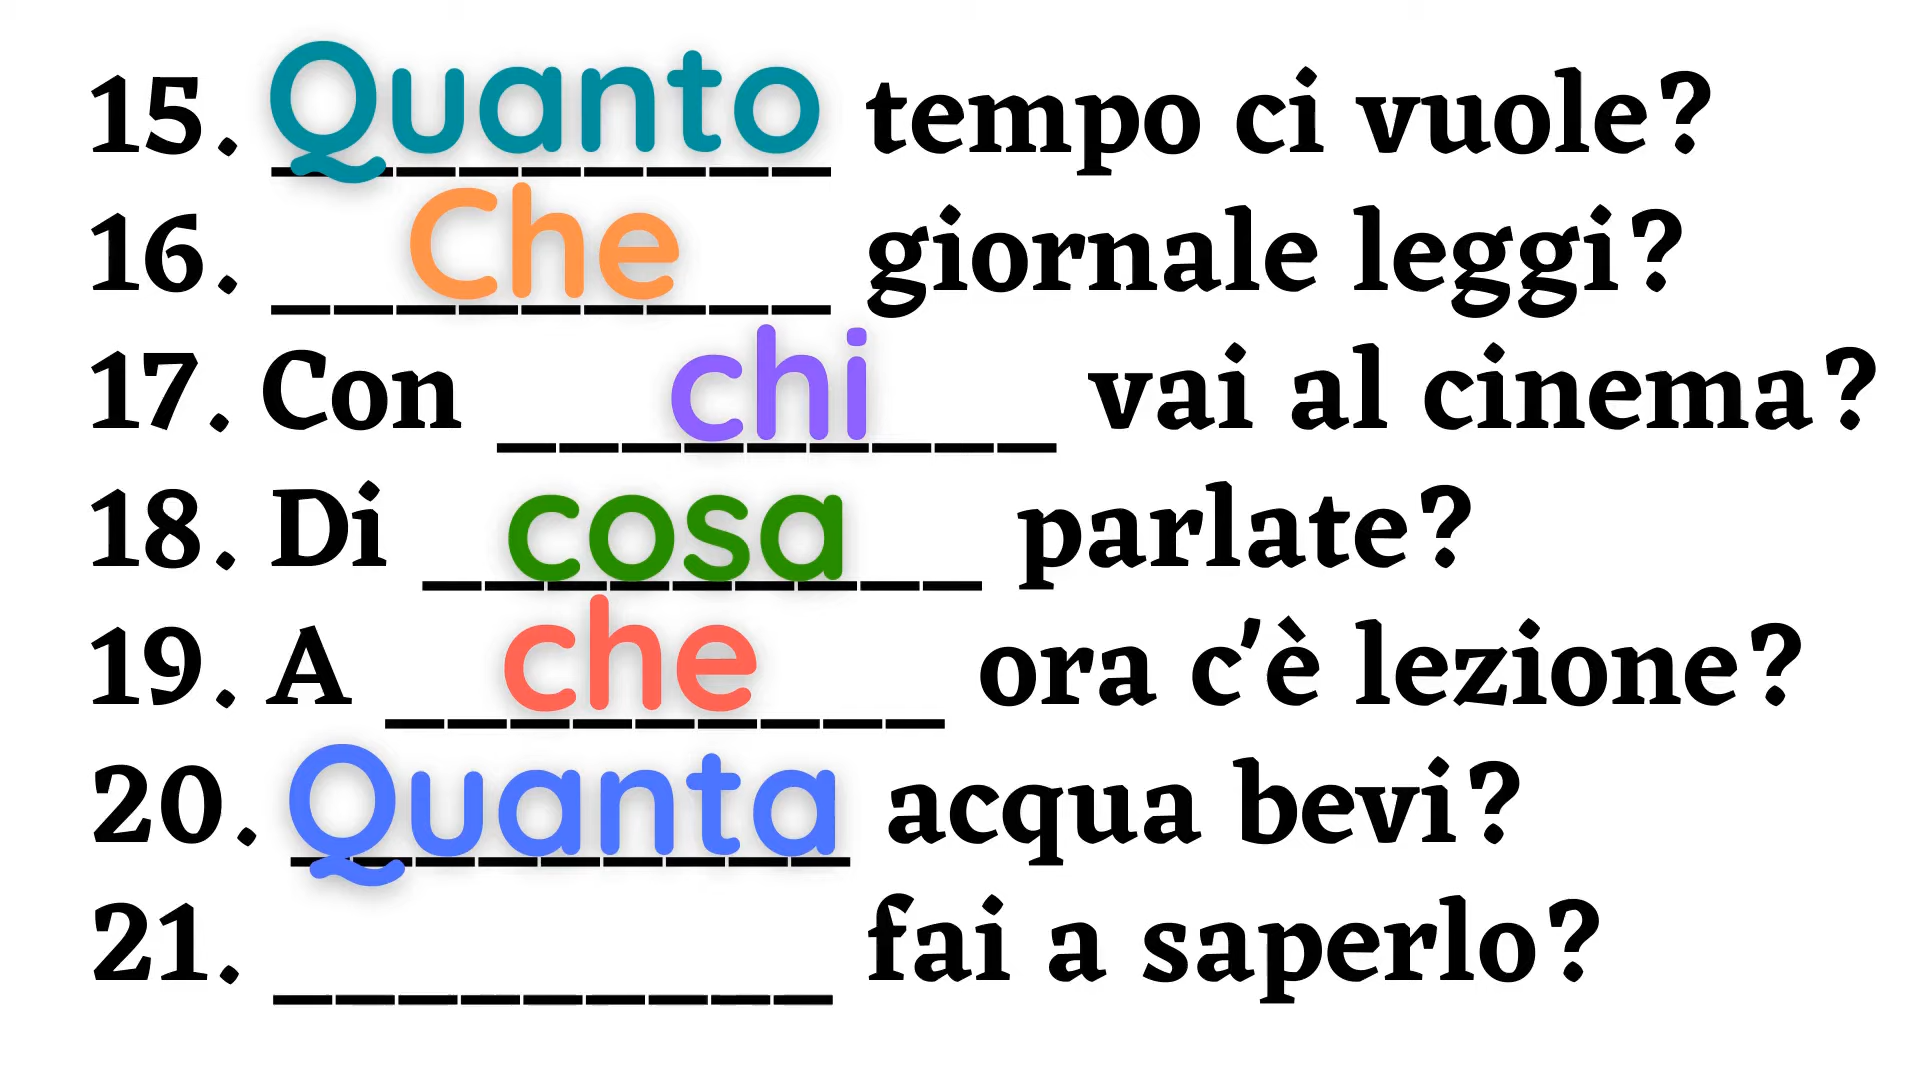 15. Quanto tempo ci vuole?
16. Che giornale leggi?
17. Con chi vai al cinema?
18. Di cosa parlate?
19. A che ora c'è lezione?
20. Quanta acqua bevi?
21. _________ fai a saperlo?